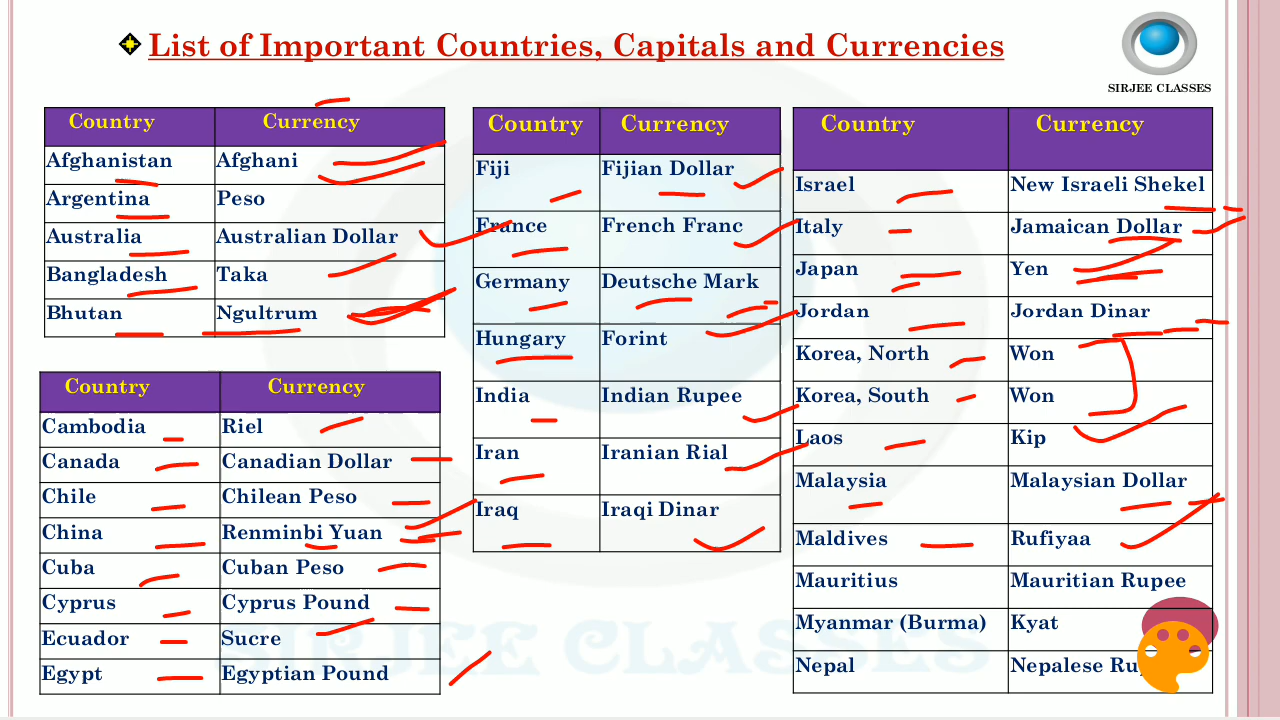 List of Important Countries, Capitals and Currencies
SIRJEE CLASSES
Country Currency
Afghanistan Afghani
Argentina Peso
Australia Australian Dollar
Bangladesh Taka
Bhutan Ngultrum
Country Currency
Cambodia Riel
Canada Canadian Dollar
Chile Chilean Peso
China Renminbi Yuan
Cuba Cuban Peso
Cyprus Cyprus Pound
Ecuador Sucre
Egypt Egyptian Pound
Country Currency
Fiji Fijian Dollar
France French Franc
Germany Deutsche Mark
Hungary Forint
India Indian Rupee
Iran Iranian Rial
Iraq Iraqi Dinar
Country Currency
Israel New Israeli Shekel
Italy Jamaican Dollar
Japan Yen
Jordan Jordan Dinar
Korea, North Won
Korea, South Won
Laos Kip
Malaysia Malaysian Dollar
Maldives Rufiyaa
Mauritius Mauritian Rupee
Myanmar (Burma) Kyat
Nepal Nepalese
SIRJEE CLASSES